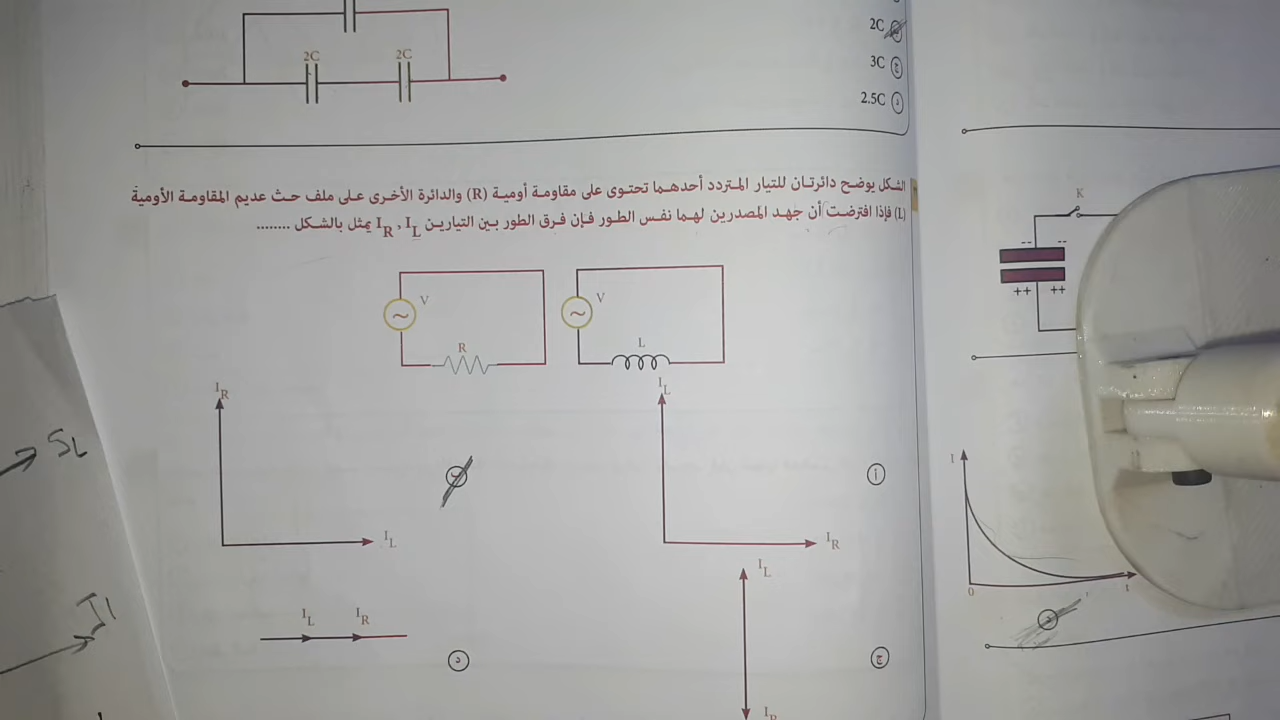 2C
2C
2C ب
3C ج
2.5C د
الشكل يوضح دائرتان للتيار المتردد أحدهما تحتوى على مقاومة أومية (R) والدائرة الأخرى على ملف حث عديم المقاومة الأومية
(L) فإذا افترضت أن جهد المصدرين لهما نفس الطور فإن فرق الطور بين التيارين I_R , I_L يمثل بالشكل ........
V
R
V
L
أ
I_L
I_R
ب
I_R
I_L
ج
I_L
I_R
د
I_L
I_R
K
-- --
++ ++
I
0
t
د
SL